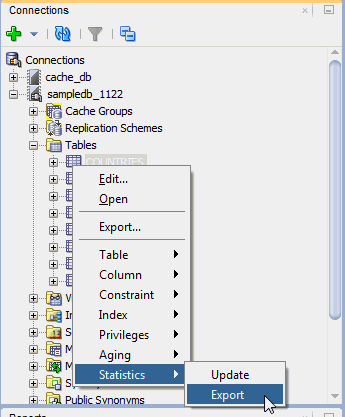 Connections
Connections
cache_db
sampledb_1122
Cache Groups
Replication Schemes
Tables
COUNTRIES
Edit...
Open
Export...
Table
Column
Constraint
Index
Privileges
Aging
Statistics
Update
Export
Public Synonyms